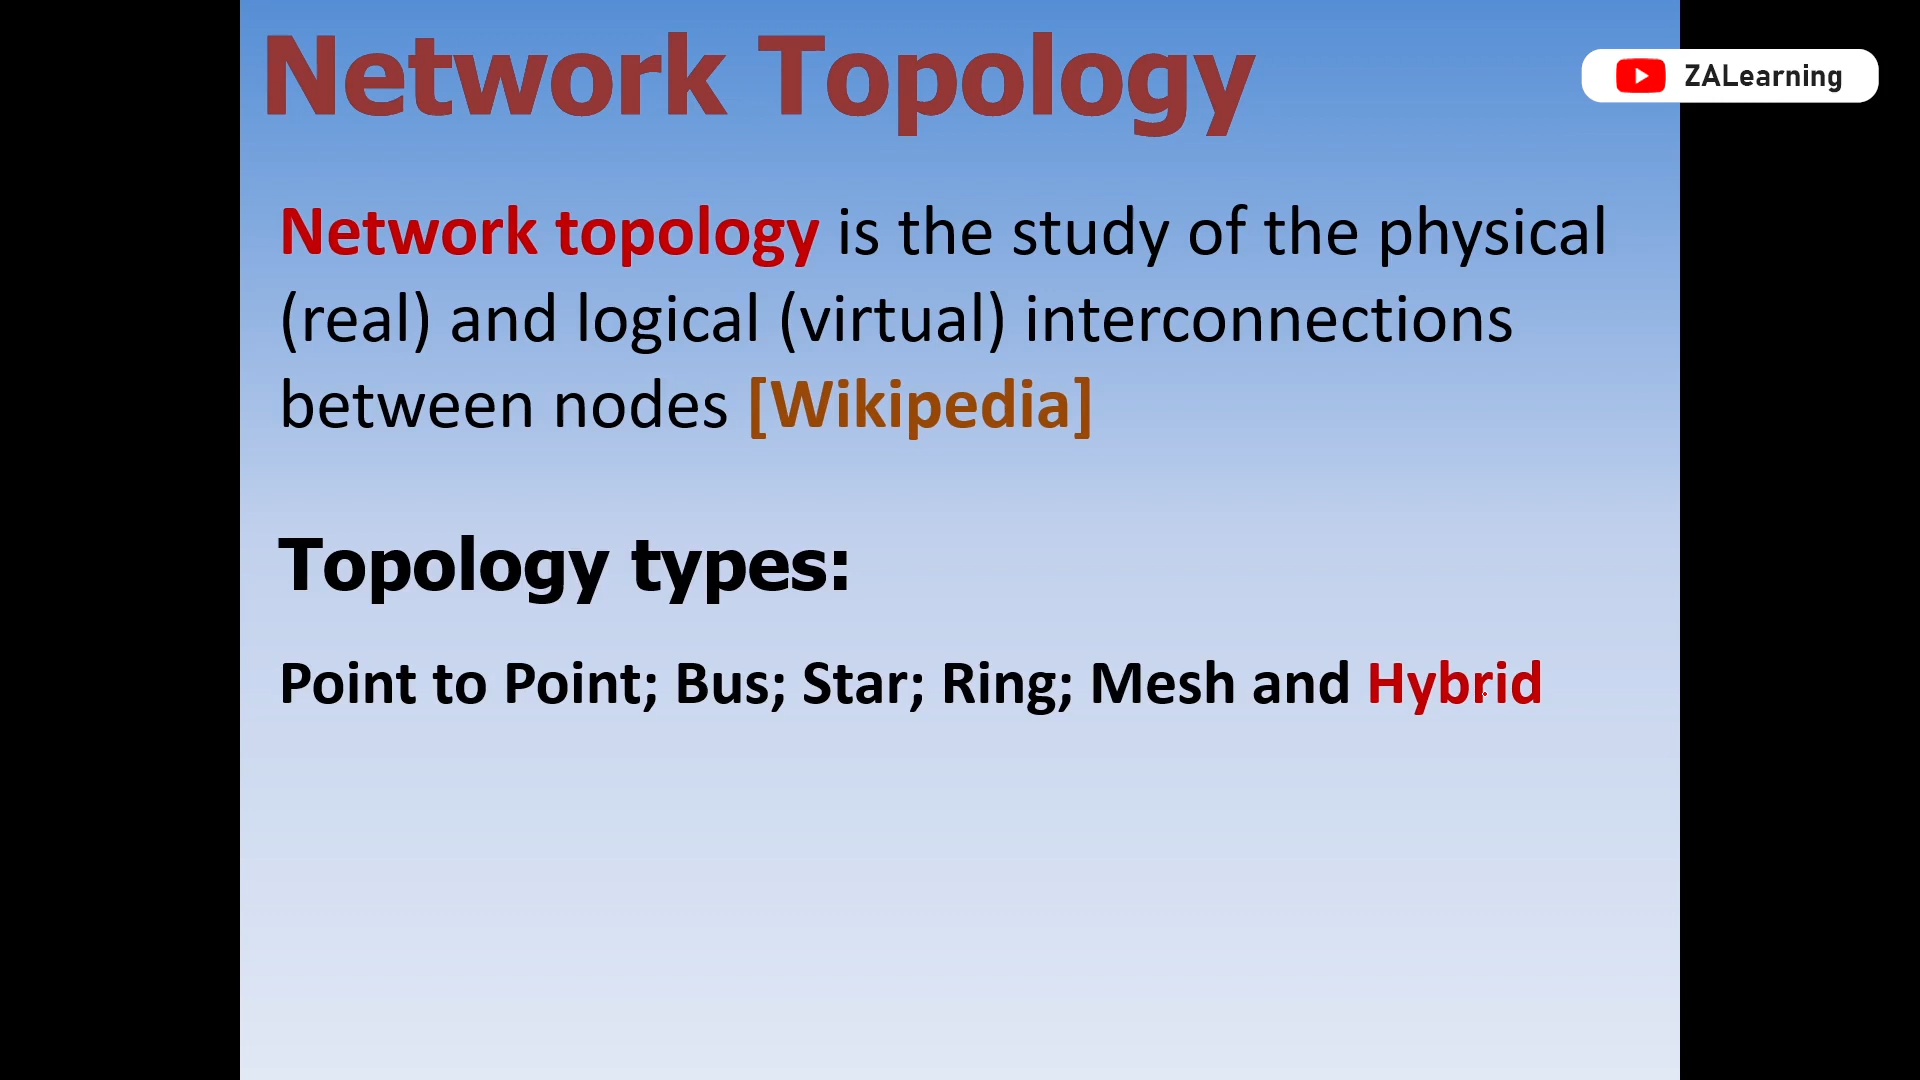 Network Topology
ZALearning
Network topology is the study of the physical
(real) and logical (virtual) interconnections
between nodes [Wikipedia]
Topology types:
Point to Point; Bus; Star; Ring; Mesh and Hybrid